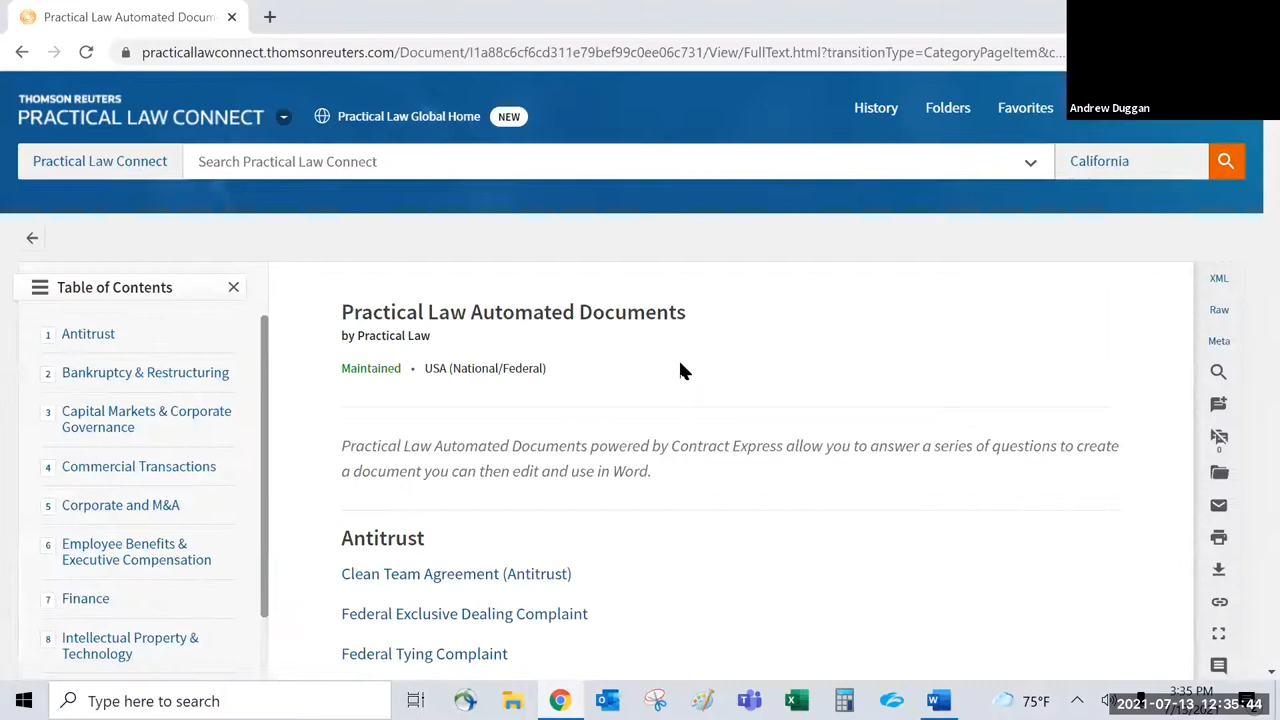 Practical Law Automated Docum
practicallawconnect.thomsonreuters.com/Document/I1a88c6cf6cd311e79bef99c0ee06c731/View/FullText.html?transitionType=CategoryPageItem&c...
Andrew Duggan
THOMSON REUTERS
PRACTICAL LAW CONNECT
Practical Law Global Home NEW
History Folders Favorites
Practical Law Connect Search Practical Law Connect California
Table of Contents
1 Antitrust
2 Bankruptcy & Restructuring
3 Capital Markets & Corporate
Governance
4 Commercial Transactions
5 Corporate and M&A
6 Employee Benefits &
Executive Compensation
7 Finance
8 Intellectual Property &
Technology
Practical Law Automated Documents
by Practical Law
Maintained • USA (National/Federal)
Practical Law Automated Documents powered by Contract Express allow you to answer a series of questions to create
a document you can then edit and use in Word.
Antitrust
Clean Team Agreement (Antitrust)
Federal Exclusive Dealing Complaint
Federal Tying Complaint
XML
Raw
Meta
0
Type here to search
75°F
3:35 PM
2021-07-13 12:35:44